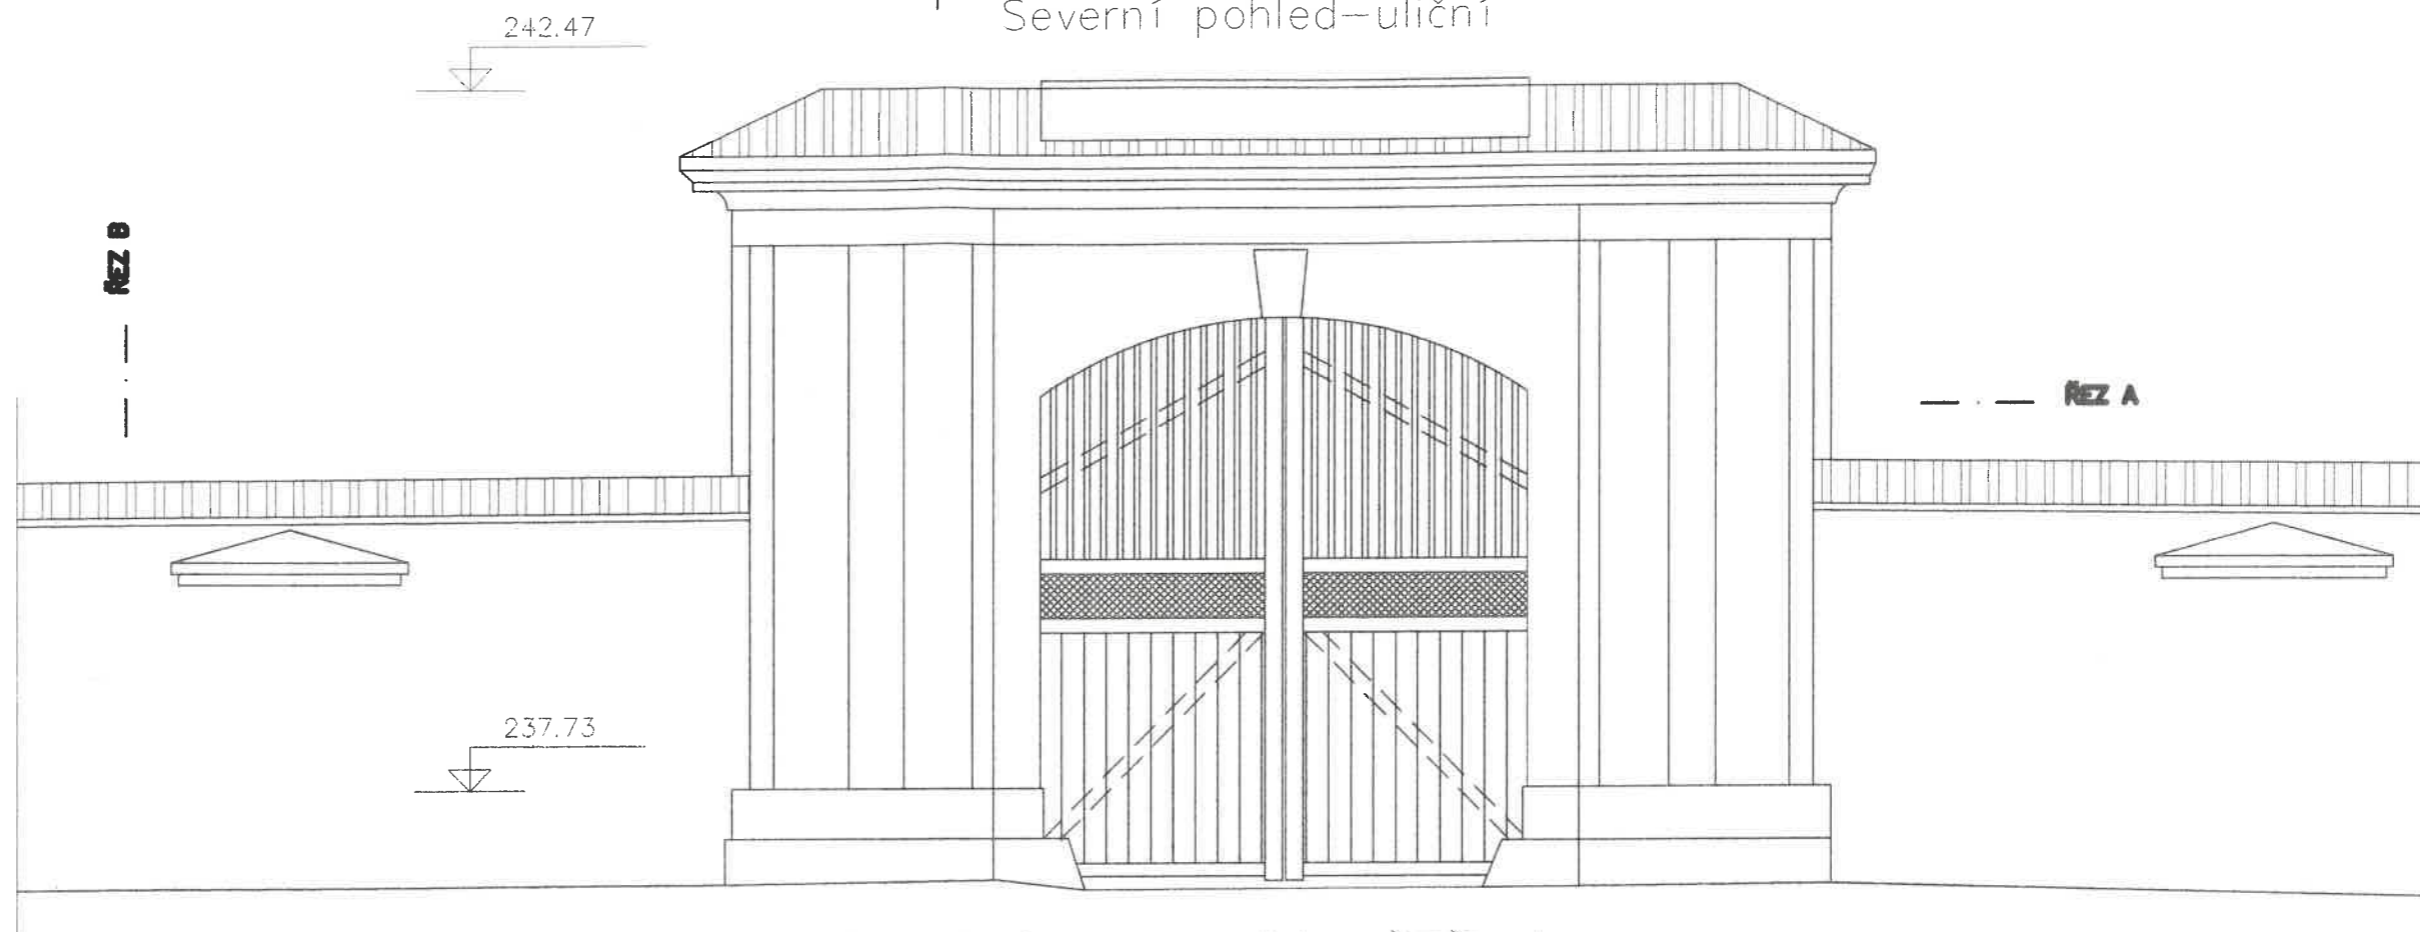 Severní pohled–uliční
242.47
ŘEZ B
ŘEZ A
237.73